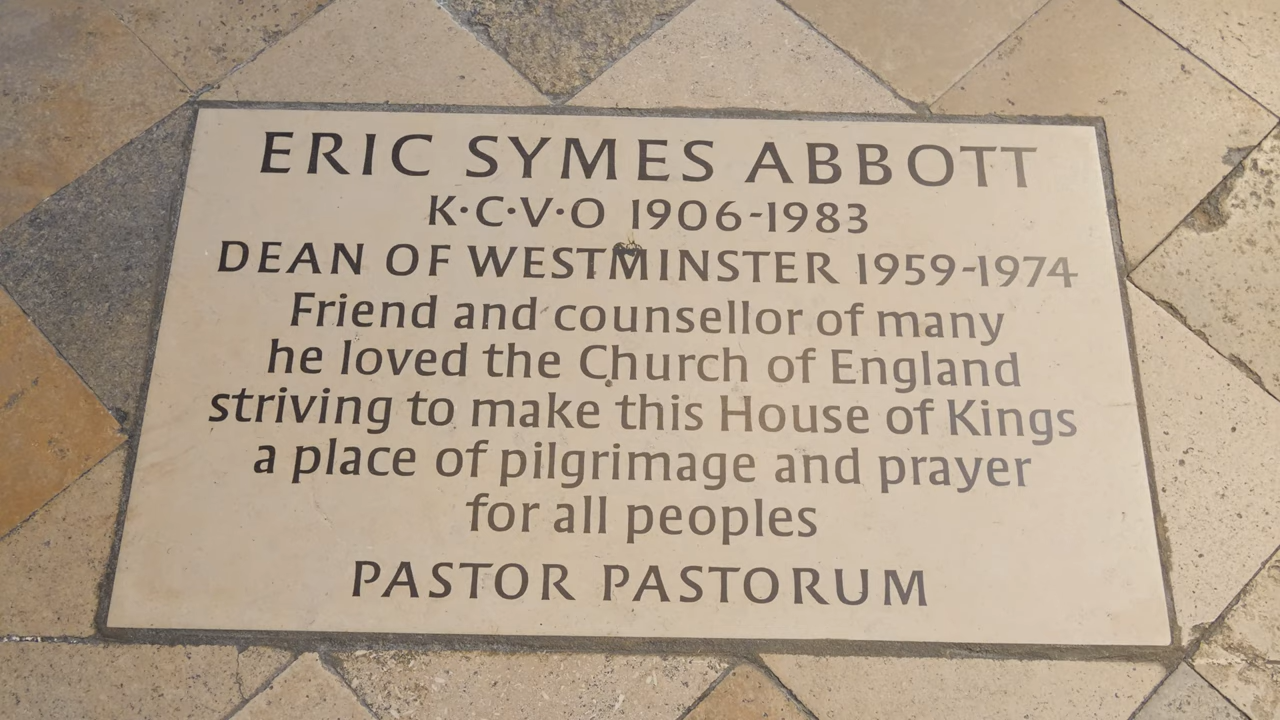 ERIC SYMES ABBOTT
K·C·V·O 1906-1983
DEAN OF WESTMINSTER 1959-1974
Friend and counsellor of many
he loved the Church of England
striving to make this House of Kings
a place of pilgrimage and prayer
for all peoples
PASTOR PASTORUM